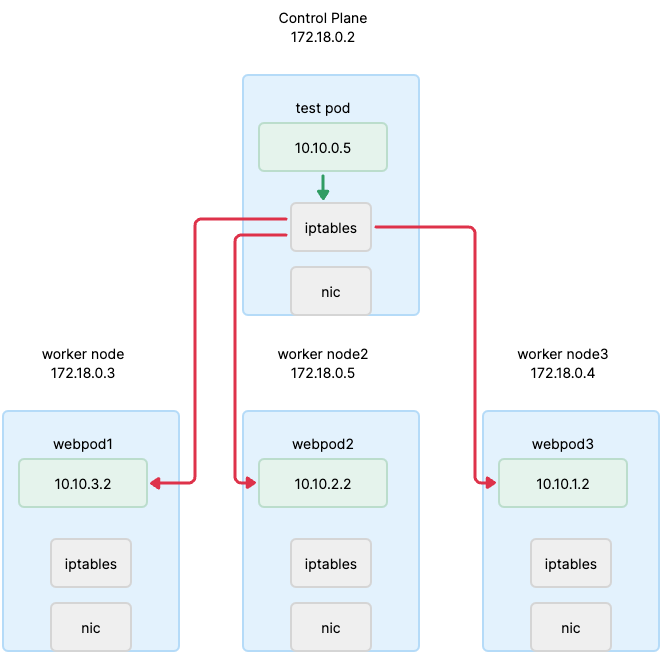 Control Plane
172.18.0.2
test pod
10.10.0.5
iptables
nic
worker node
172.18.0.3
worker node2
172.18.0.5
worker node3
172.18.0.4
webpod1
webpod2
webpod3
10.10.3.2
10.10.2.2
10.10.1.2
iptables
iptables
iptables
nic
nic
nic